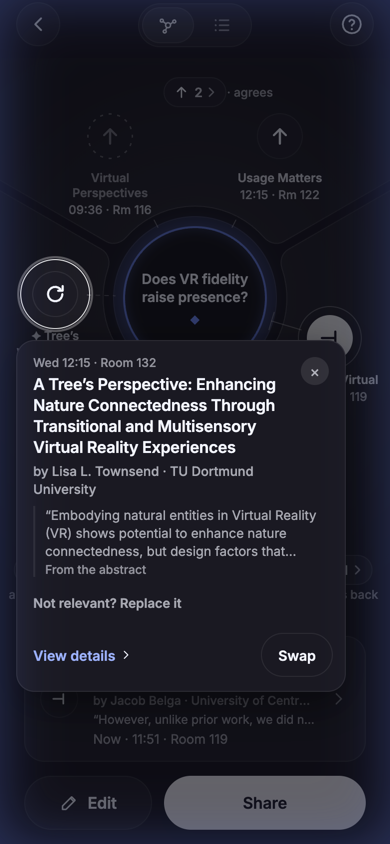 2
· agrees
Virtual
Perspectives
09:36 · Rm 116
Usage Matters
12:15 · Rm 122
Does VR fidelity
raise presence?
Tree’s
Virtual
119
Wed 12:15 · Room 132
A Tree’s Perspective: Enhancing
Nature Connectedness Through
Transitional and Multisensory
Virtual Reality Experiences
by Lisa L. Townsend · TU Dortmund
University
“Embodying natural entities in Virtual Reality
(VR) shows potential to enhance nature
connectedness, but design factors that…
From the abstract
Not relevant? Replace it
View details
Swap
back
by Jacob Belga · University of Centr…
“However, unlike prior work, we did n…
Now · 11:51 · Room 119
Edit
Share